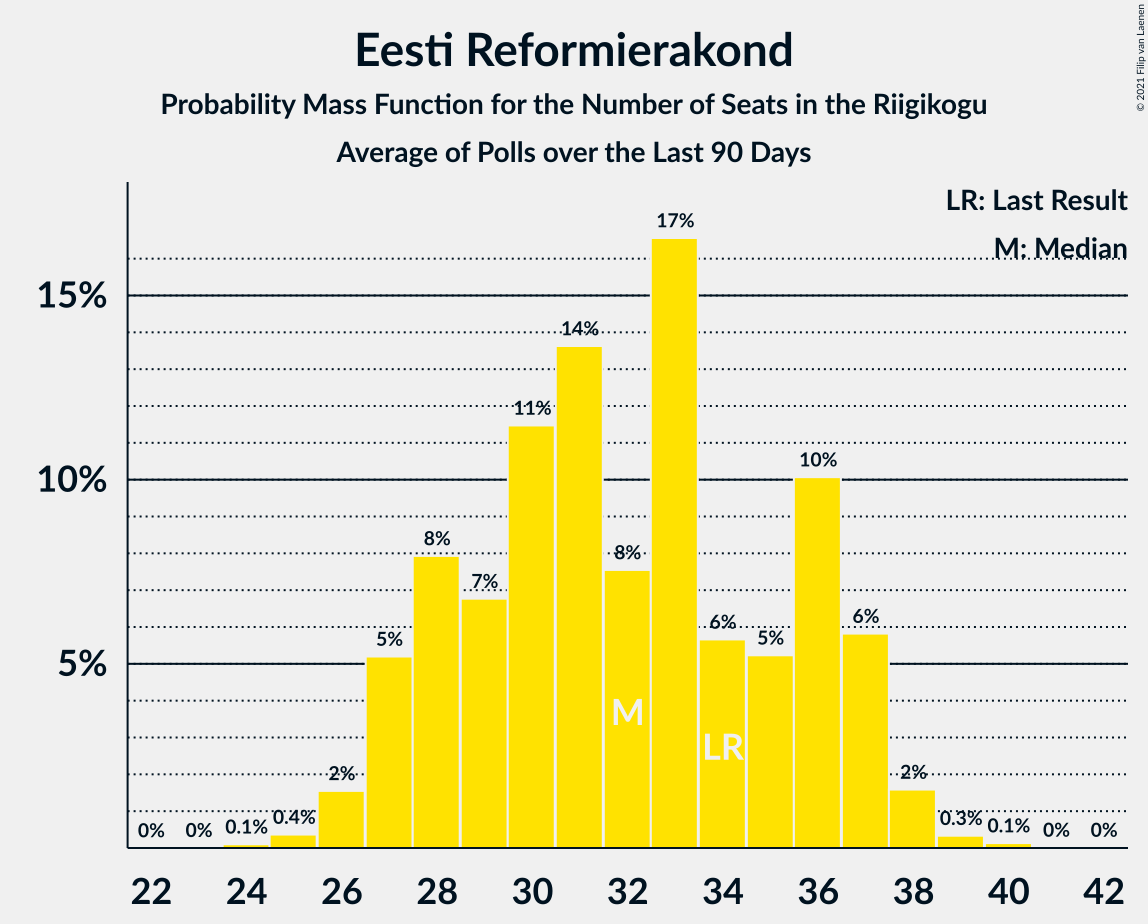 Eesti Reformierakond
Probability Mass Function for the Number of Seats in the Riigikogu
Average of Polls over the Last 90 Days
© 2021 Filip van Laenen
LR: Last Result
M: Median
15%
10%
5%
0%
0%
0.1%
0.4%
2%
5%
8%
7%
11%
14%
8%
17%
6%
5%
10%
6%
2%
0.3%
0.1%
0%
0%
M
LR
22 24 26 28 30 32 34 36 38 40 42